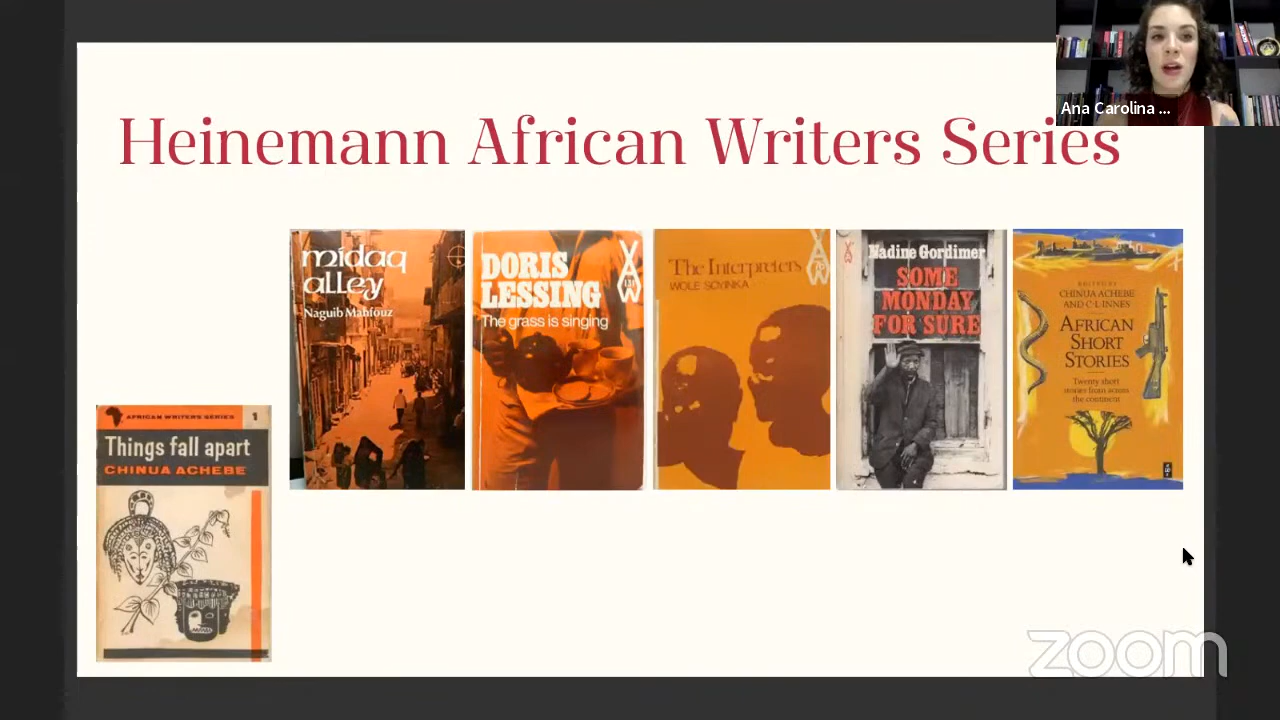 Ana Carolina ...
Heinemann African Writers Series
midaq
alley
Naguib Mahfouz
DORIS
LESSING
The grass is singing
The Interpreters
WOLE SOYINKA
Nadine Gordimer
SOME
MONDAY
FOR SURE
EDITED BY
CHINUA ACHEBE
AND C·L·INNES
AFRICAN
SHORT
STORIES
Twenty short
stories from across
the continent
AFRICAN WRITERS SERIES 1
Things fall apart
CHINUA ACHEBE
zoom